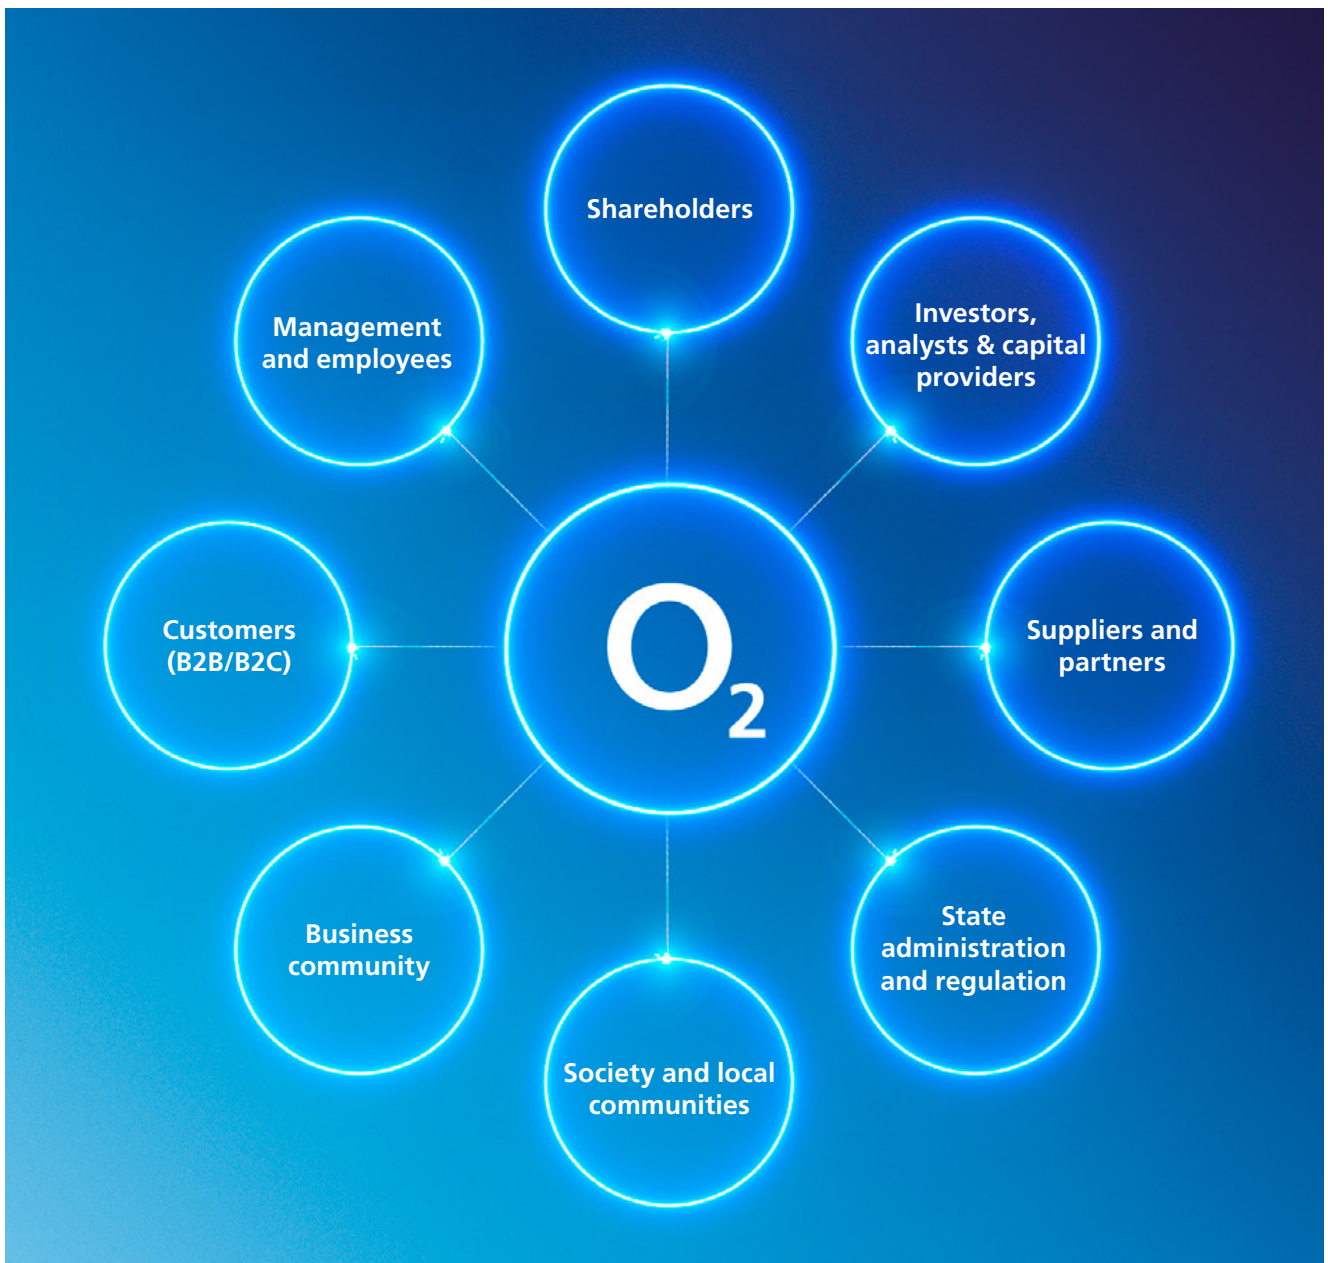 Shareholders
Investors,
analysts & capital
providers
Suppliers and
partners
State
administration
and regulation
Society and local
communities
Business
community
Customers
(B2B/B2C)
Management
and employees
O2